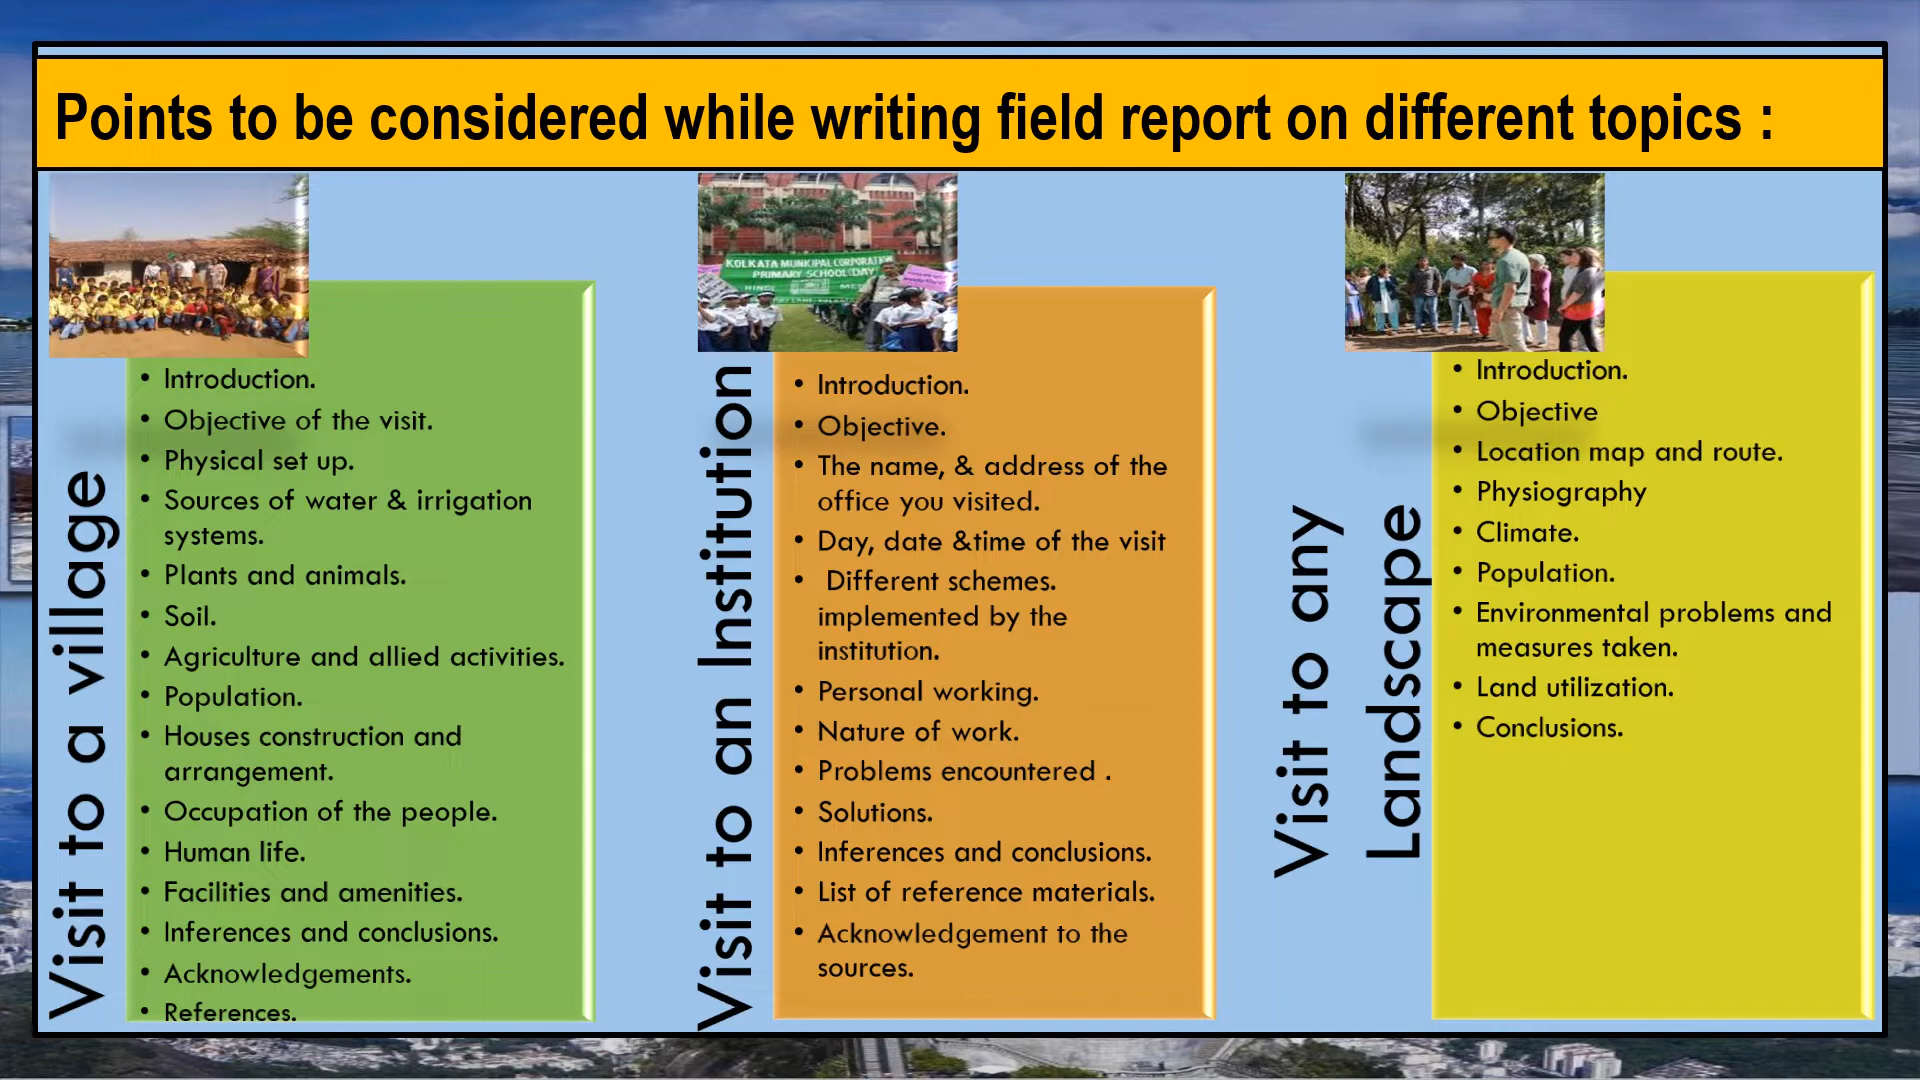 Points to be considered while writing field report on different topics :
KOLKATA MUNICIPAL CORPORATION
PRIMARY SCHOOL (DAY)
HINDI
Visit to a village
• Introduction.
• Objective of the visit.
• Physical set up.
• Sources of water & irrigation
systems.
• Plants and animals.
• Soil.
• Agriculture and allied activities.
• Population.
• Houses construction and
arrangement.
• Occupation of the people.
• Human life.
• Facilities and amenities.
• Inferences and conclusions.
• Acknowledgements.
• References.
Visit to an Institution
• Introduction.
• Objective.
• The name, & address of the
office you visited.
• Day, date &time of the visit
• Different schemes.
implemented by the
institution.
• Personal working.
• Nature of work.
• Problems encountered .
• Solutions.
• Inferences and conclusions.
• List of reference materials.
• Acknowledgement to the
sources.
Visit to any
Landscape
• Introduction.
• Objective
• Location map and route.
• Physiography
• Climate.
• Population.
• Environmental problems and
measures taken.
• Land utilization.
• Conclusions.